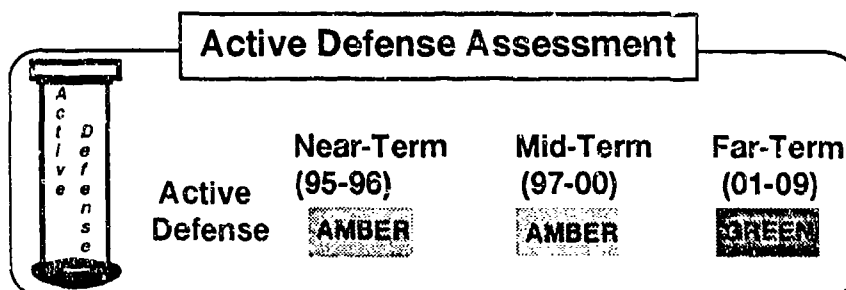 Active Defense Assessment
Active
Defense
Near-Term
(95-96)
Mid-Term
(97-00)
Far-Term
(01-09)
Active
Defense
AMBER
AMBER
GREEN